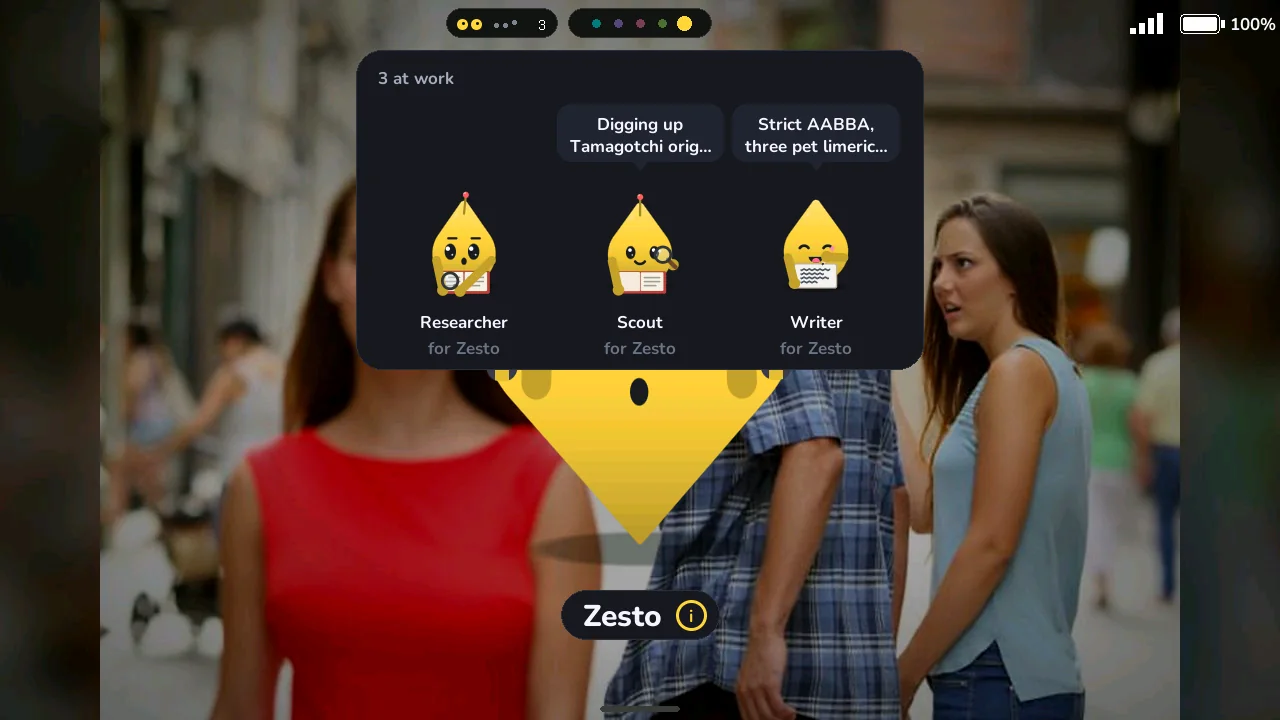 3
100%
3 at work
Digging up
Tamagotchi orig...
Strict AABBA,
three pet limeric...
Researcher
for Zesto
Scout
for Zesto
Writer
for Zesto
Zesto
i